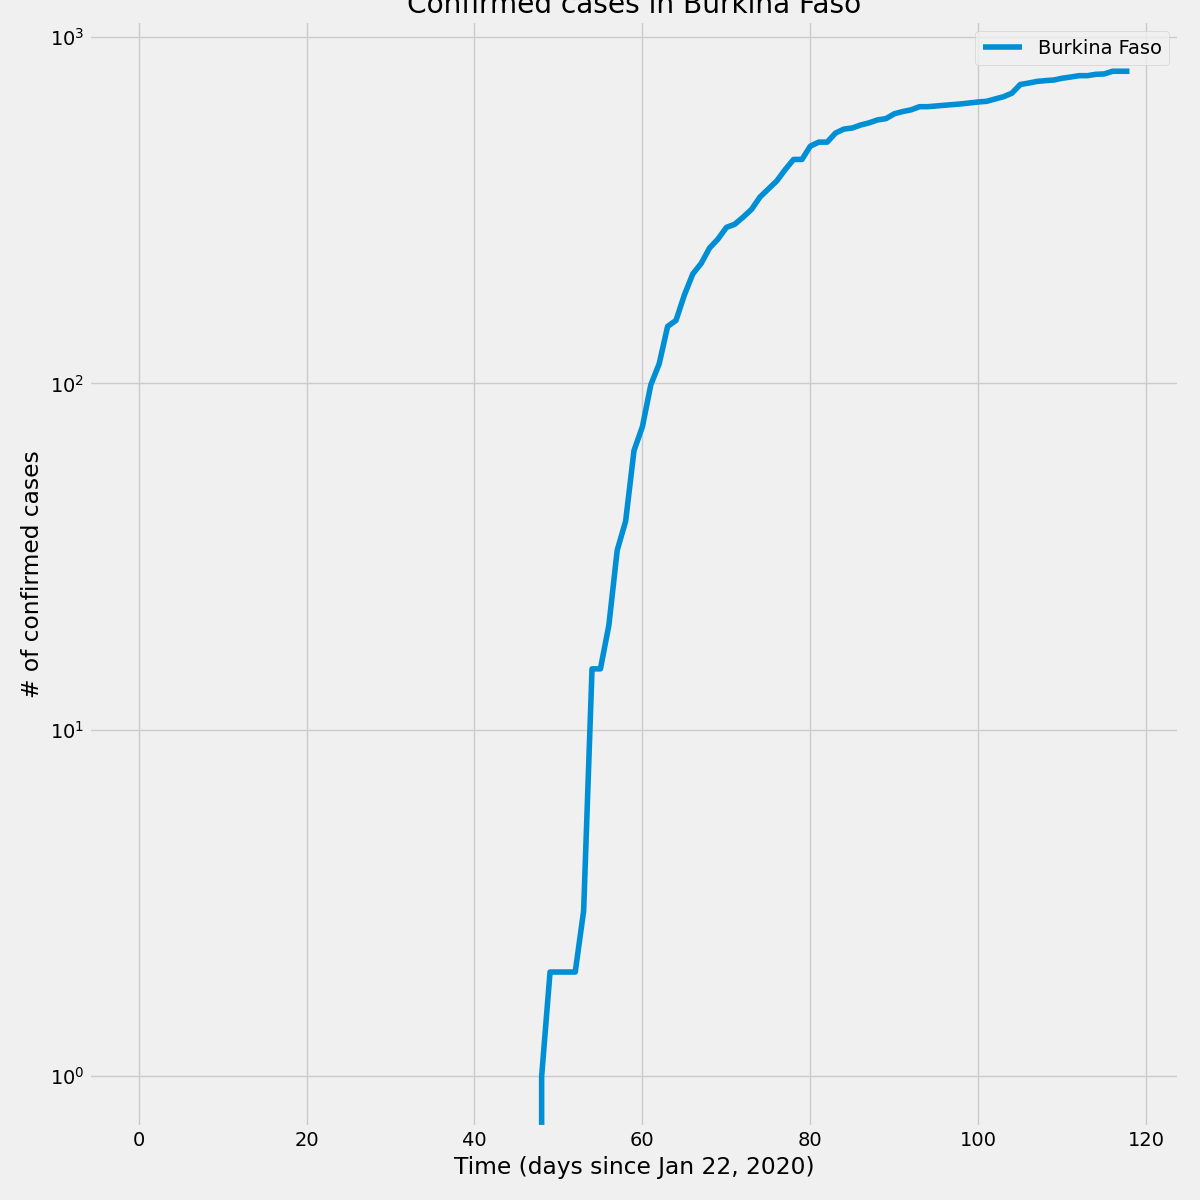 Confirmed cases in Burkina Faso
Burkina Faso
10³
10²
10¹
10⁰
# of confirmed cases
0 20 40 60 80 100 120
Time (days since Jan 22, 2020)